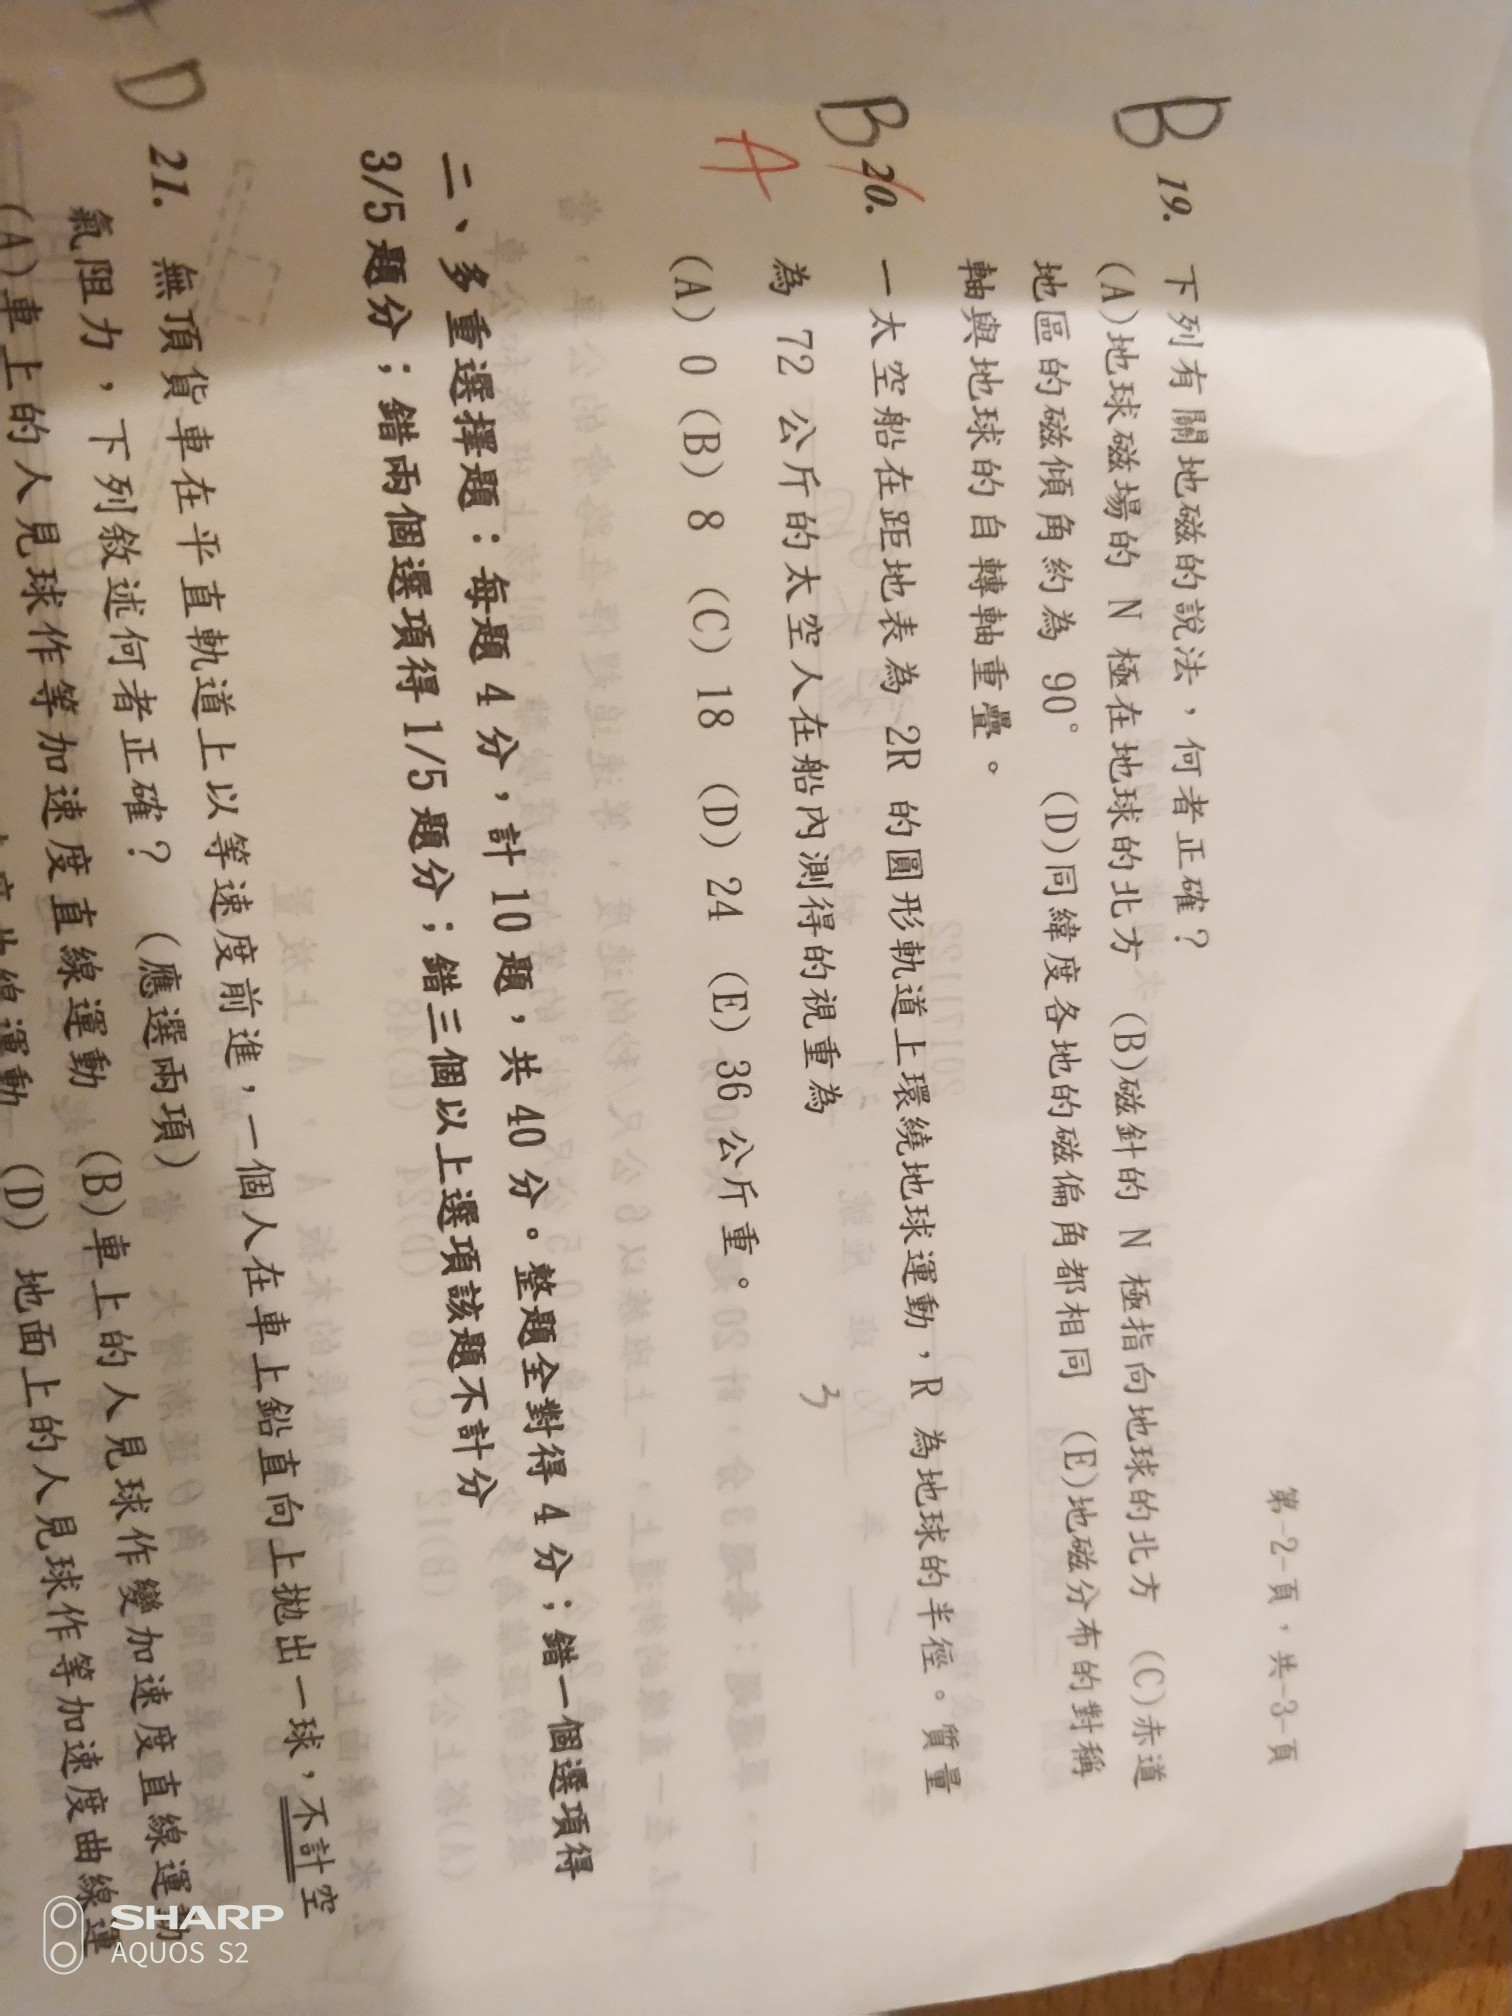 第-2-頁，共-3-頁
B 19. 下列有關地磁的說法，何者正確？
(A)地球磁場的 N 極在地球的北方 (B)磁針的 N 極指向地球的北方 (C)赤道
地區的磁傾角約為 90° (D)同緯度各地的磁偏角都相同 (E)地磁分布的對稱
軸與地球的自轉軸重疊。
B 20. 一太空船在距地表為 2R 的圓形軌道上環繞地球運動，R 為地球的半徑。質量
A
為 72 公斤的太空人在船內測得的視重為
3
(A) 0 (B) 8 (C) 18 (D) 24 (E) 36 公斤重。
二、多重選擇題：每題 4 分，計 10 題，共 40 分。整題全對得 4 分；錯一個選項得
3/5 題分；錯兩個選項得 1/5 題分；錯三個以上選項該題不計分
D 21. 無頂貨車在平直軌道上以等速度前進，一個人在車上鉛直向上拋出一球，不計空
氣阻力，下列敘述何者正確？ (應選兩項)
(A)車上的人見球作等加速度直線運動 (B)車上的人見球作變加速度直線運動
(D) 地面上的人見球作等加速度曲線運
SHARP
AQUOS S2